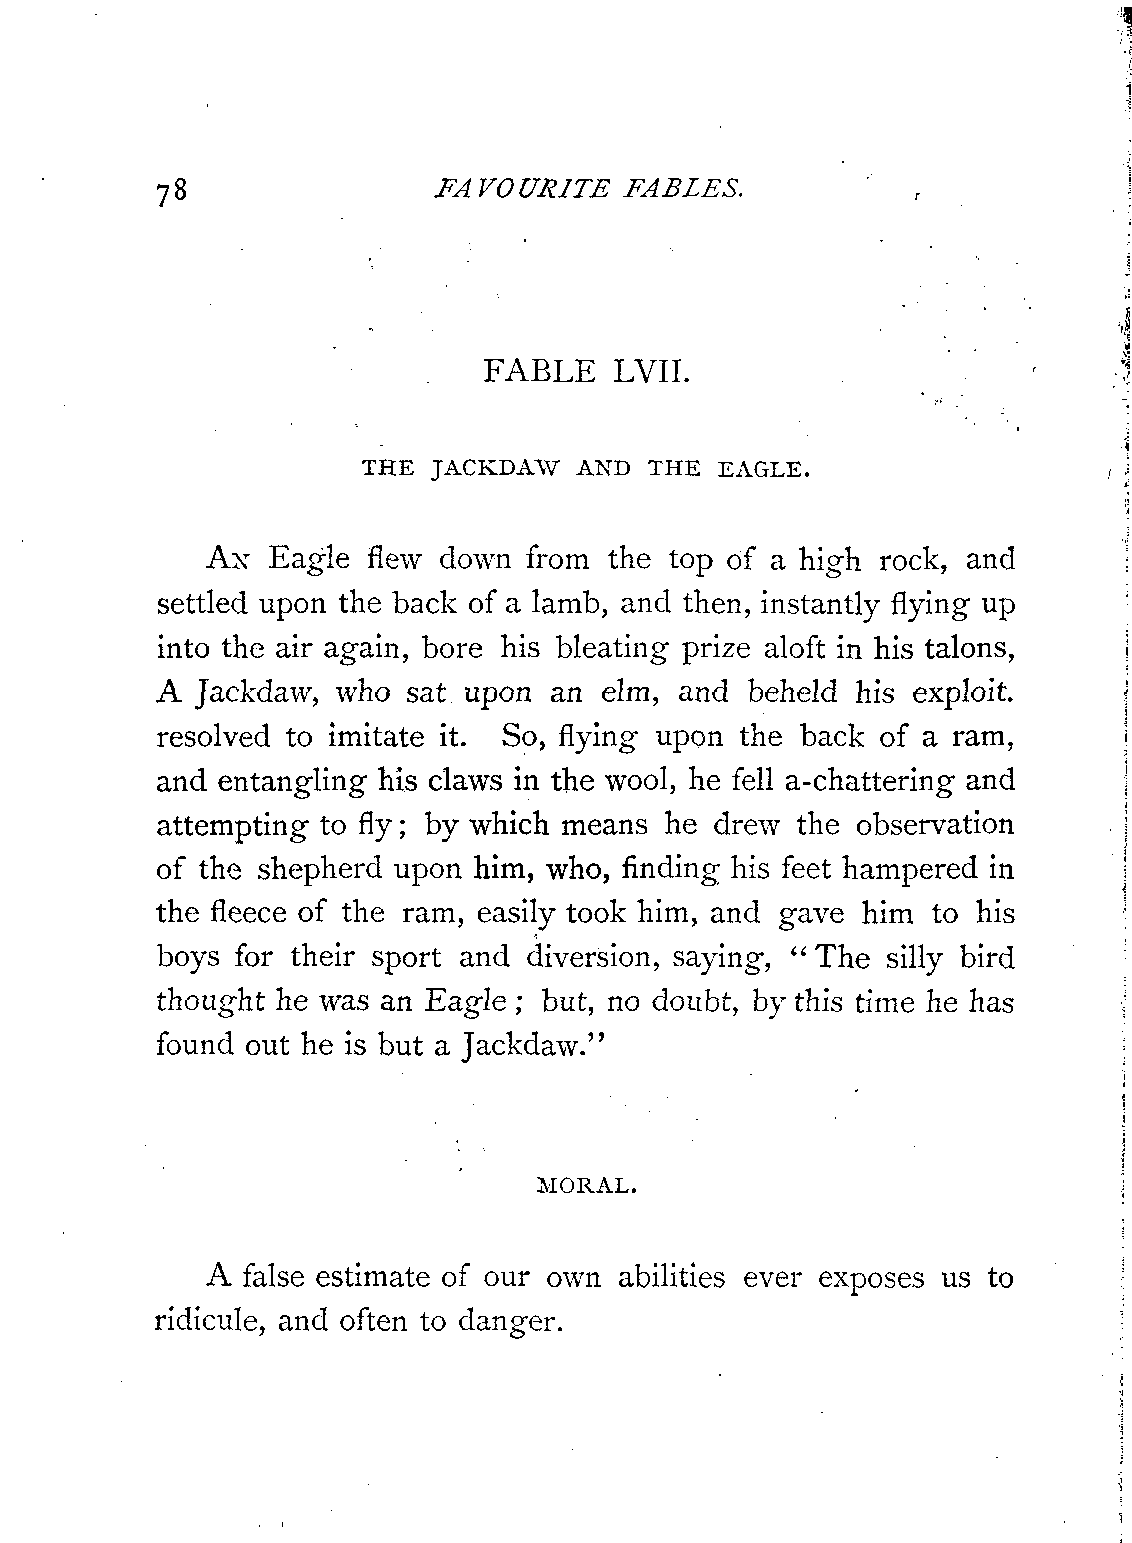 78 FAVOURITE FABLES.
FABLE LVII.
THE JACKDAW AND THE EAGLE.
AN Eagle flew down from the top of a high rock, and
settled upon the back of a lamb, and then, instantly flying up
into the air again, bore his bleating prize aloft in his talons,
A Jackdaw, who sat upon an elm, and beheld his exploit.
resolved to imitate it. So, flying upon the back of a ram,
and entangling his claws in the wool, he fell a-chattering and
attempting to fly; by which means he drew the observation
of the shepherd upon him, who, finding his feet hampered in
the fleece of the ram, easily took him, and gave him to his
boys for their sport and diversion, saying, “The silly bird
thought he was an Eagle; but, no doubt, by this time he has
found out he is but a Jackdaw.”
MORAL.
A false estimate of our own abilities ever exposes us to
ridicule, and often to danger.